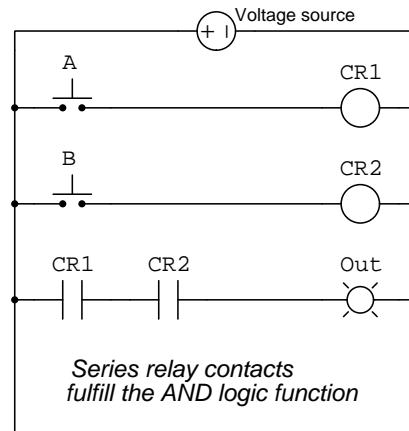 Voltage source
+ -
A
CR1
B
CR2
CR1 CR2 Out
Series relay contacts
fulfill the AND logic function